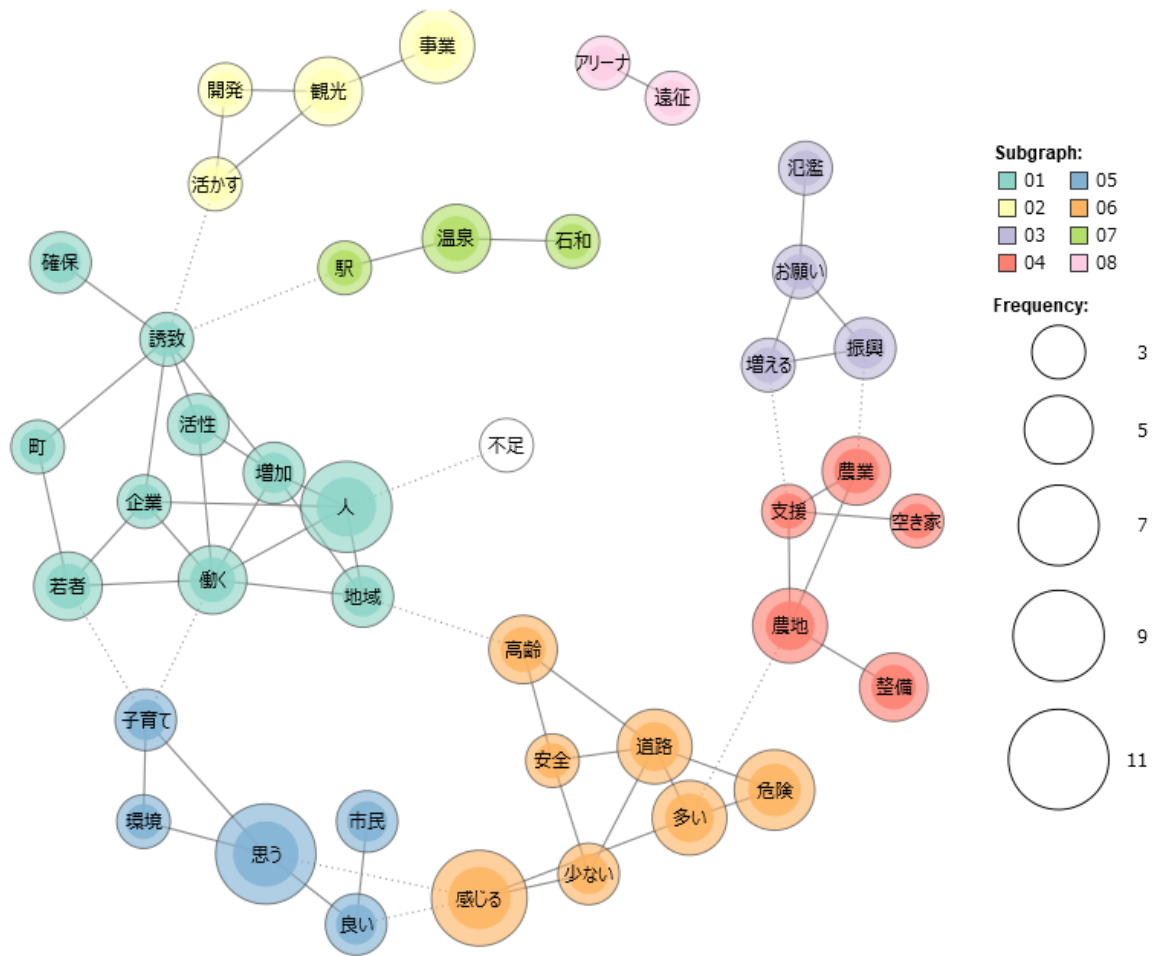 事業
開発
観光
活かす
アリーナ
遠征
氾濫
お願い
増える
振興
確保
駅
温泉
石和
誘致
町
活性
増加
企業
人
不足
若者
働く
地域
農業
支援
空き家
農地
整備
高齢
安全
道路
多い
危険
少ない
感じる
子育て
環境
思う
市民
良い
Subgraph:
01 05
02 06
03 07
04 08
Frequency:
3
5
7
9
11